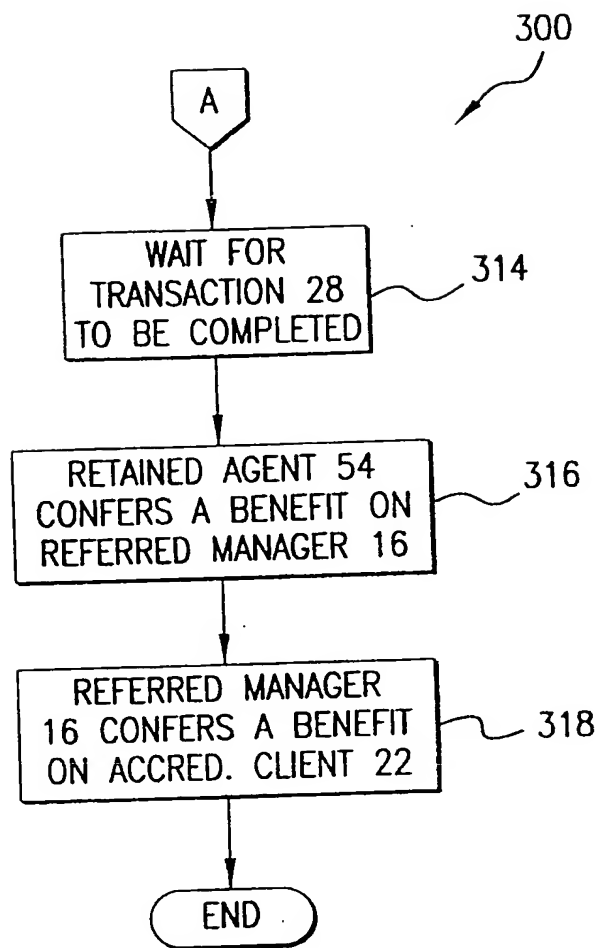 300
A
WAIT FOR
TRANSACTION 28
TO BE COMPLETED
314
RETAINED AGENT 54
CONFERS A BENEFIT ON
REFERRED MANAGER 16
316
REFERRED MANAGER
16 CONFERS A BENEFIT
ON ACCRED. CLIENT 22
318
END